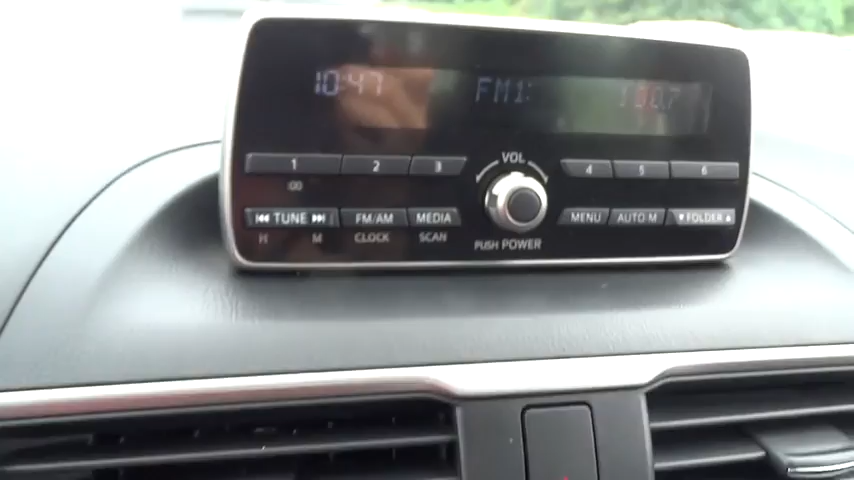 10:47 FM1: 100.7
1 2 3 VOL 4 5 6
00
TUNE FM/AM MEDIA MENU AUTO M FOLDER
H M CLOCK SCAN PUSH POWER